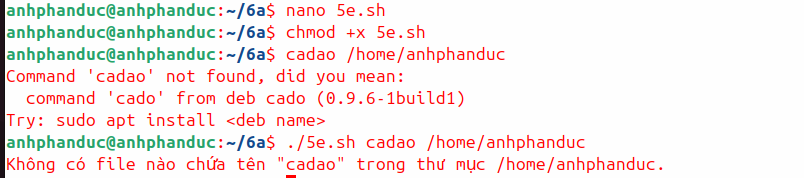 anhphanduc@anhphanduc:~/6a$ nano 5e.sh
anhphanduc@anhphanduc:~/6a$ chmod +x 5e.sh
anhphanduc@anhphanduc:~/6a$ cadao /home/anhphanduc
Command 'cadao' not found, did you mean:
  command 'cado' from deb cado (0.9.6-1build1)
Try: sudo apt install <deb name>
anhphanduc@anhphanduc:~/6a$ ./5e.sh cadao /home/anhphanduc
Không có file nào chứa tên "cadao" trong thư mục /home/anhphanduc.